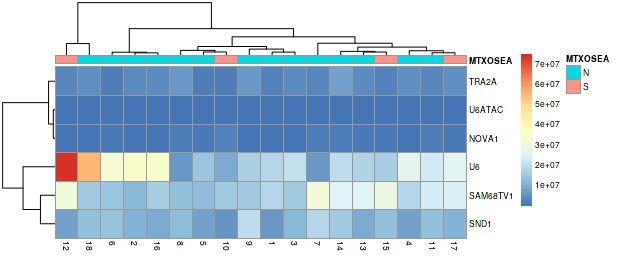 MTXOSEA
TRA2A
U6ATAC
NOVA1
U6
SAM68TV1
SND1
12 18 6 2 16 8 5 10 9 1 3 7 14 13 15 4 11 17
7e+07
6e+07
5e+07
4e+07
3e+07
2e+07
1e+07
MTXOSEA
N
S